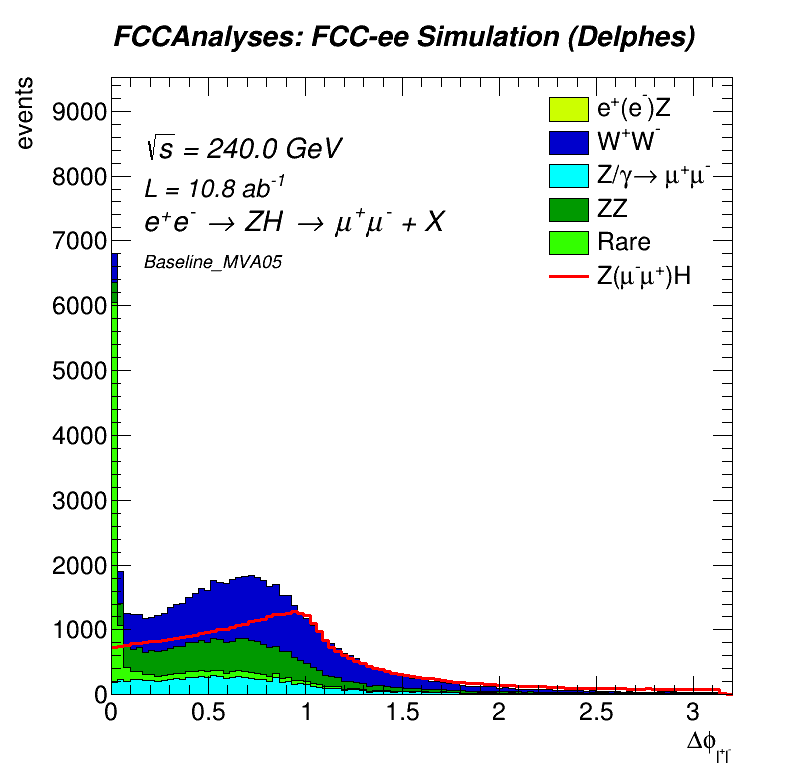 FCCAnalyses: FCC-ee Simulation (Delphes)
events
√s = 240.0 GeV
L = 10.8 ab⁻¹
e⁺e⁻ → ZH → μ⁺μ⁻ + X
Baseline_MVA05
e⁺(e⁻)Z
W⁺W⁻
Z/γ→ μ⁺μ⁻
ZZ
Rare
Z(μ⁻μ⁺)H
9000
8000
7000
6000
5000
4000
3000
2000
1000
0
0 0.5 1 1.5 2 2.5 3
Δϕ l⁺l⁻